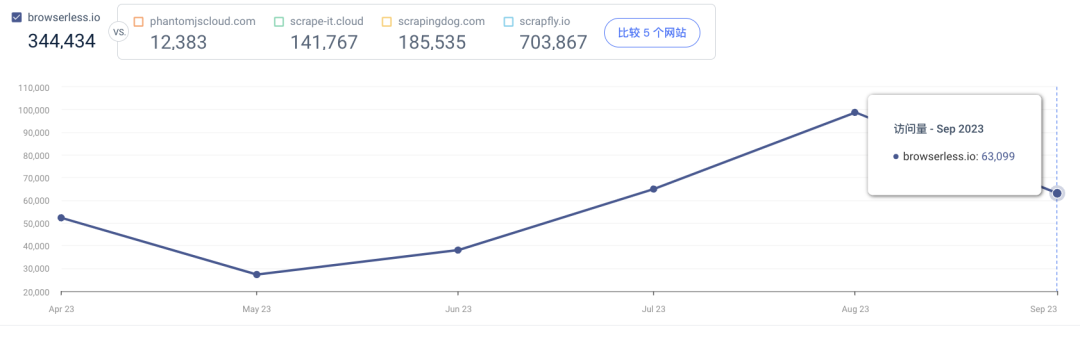 browserless.io
344,434
vs.
phantomjscloud.com
12,383
scrape-it.cloud
141,767
scrapingdog.com
185,535
scrapfly.io
703,867
比较 5 个网站
110,000
100,000
90,000
80,000
70,000
60,000
50,000
40,000
30,000
20,000
访问量 - Sep 2023
browserless.io: 63,099
Apr 23
May 23
Jun 23
Jul 23
Aug 23
Sep 23